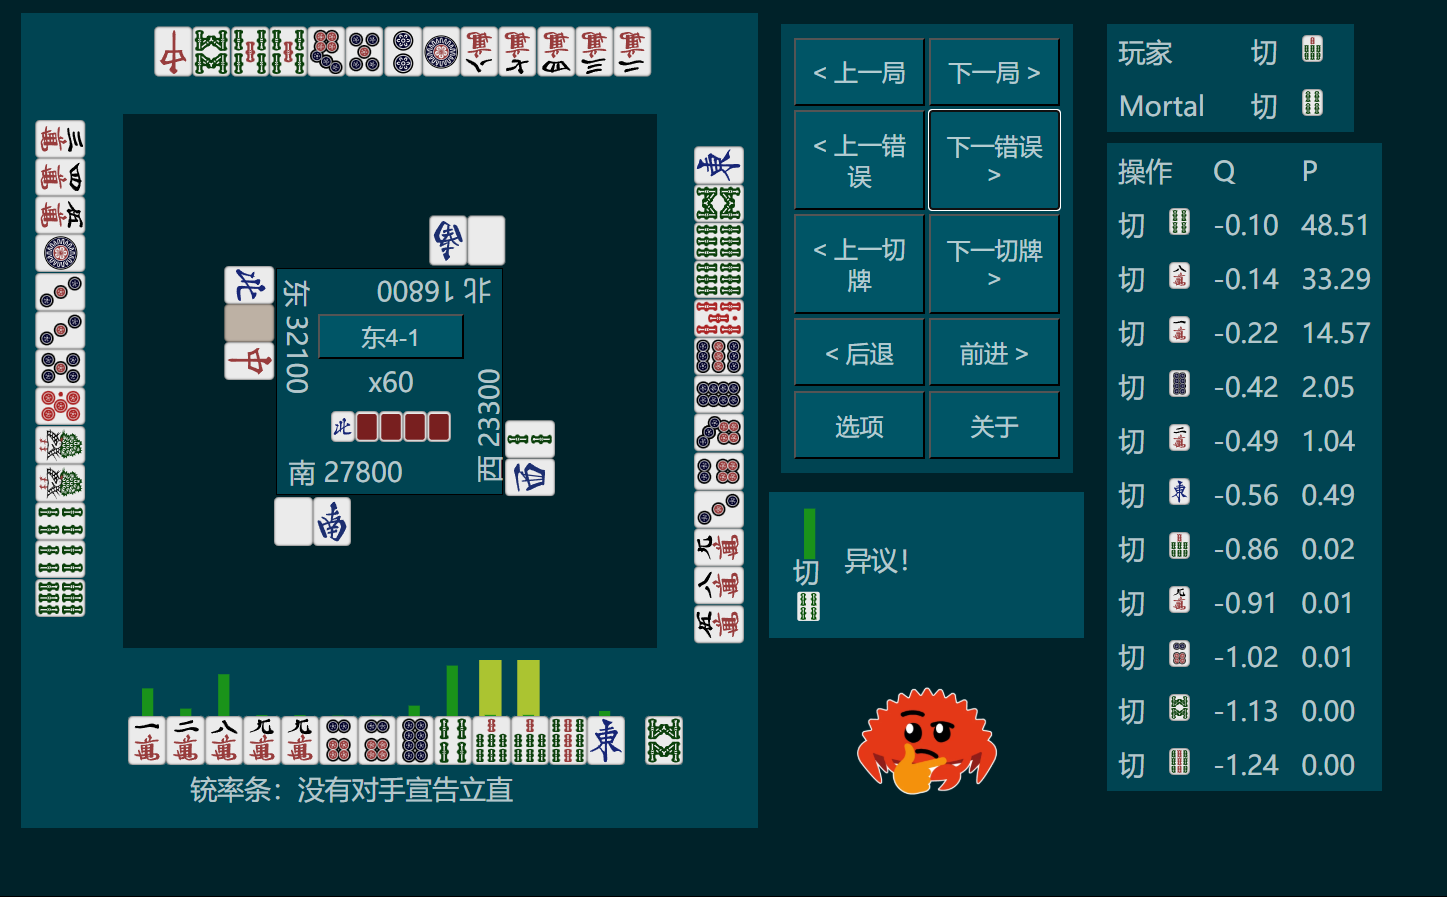 < 上一局
下一局 >
< 上一错
误
下一错误
>
< 上一切
牌
下一切牌
>
< 后退
前进 >
选项
关于
玩家 切
Mortal 切
操作 Q P
切 -0.10 48.51
切 -0.14 33.29
切 -0.22 14.57
切 -0.42 2.05
切 -0.49 1.04
切 -0.56 0.49
切 -0.86 0.02
切 -0.91 0.01
切 -1.02 0.01
切 -1.13 0.00
切 -1.24 0.00
北 16800
东 32100
东4-1
x60
西 23300
南 27800
切
异议！
铳率条：没有对手宣告立直